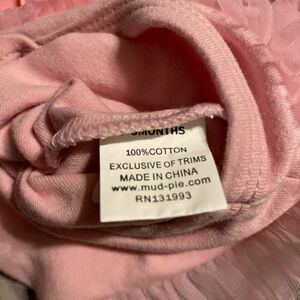 3MONTHS
100%COTTON
EXCLUSIVE OF TRIMS
MADE IN CHINA
www.mud-pie.com
RN131993